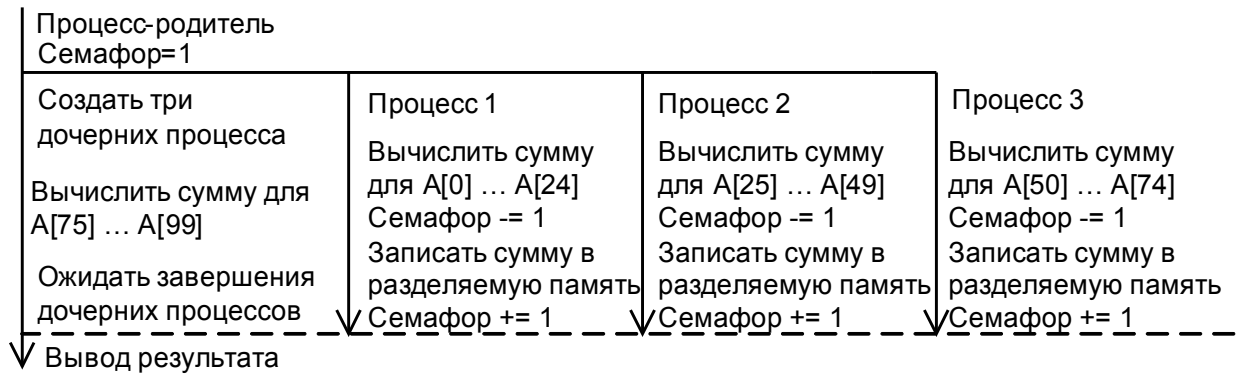 Процесс-родитель
Семафор=1
Создать три
дочерних процесса
Вычислить сумму для
A[75] … A[99]
Ожидать завершения
дочерних процессов
Вывод результата
Процесс 1
Вычислить сумму
для A[0] … A[24]
Семафор -= 1
Записать сумму в
разделяемую память
Семафор += 1
Процесс 2
Вычислить сумму
для A[25] … A[49]
Семафор -= 1
Записать сумму в
разделяемую память
Семафор += 1
Процесс 3
Вычислить сумму
для A[50] … A[74]
Семафор -= 1
Записать сумму в
разделяемую память
Семафор += 1